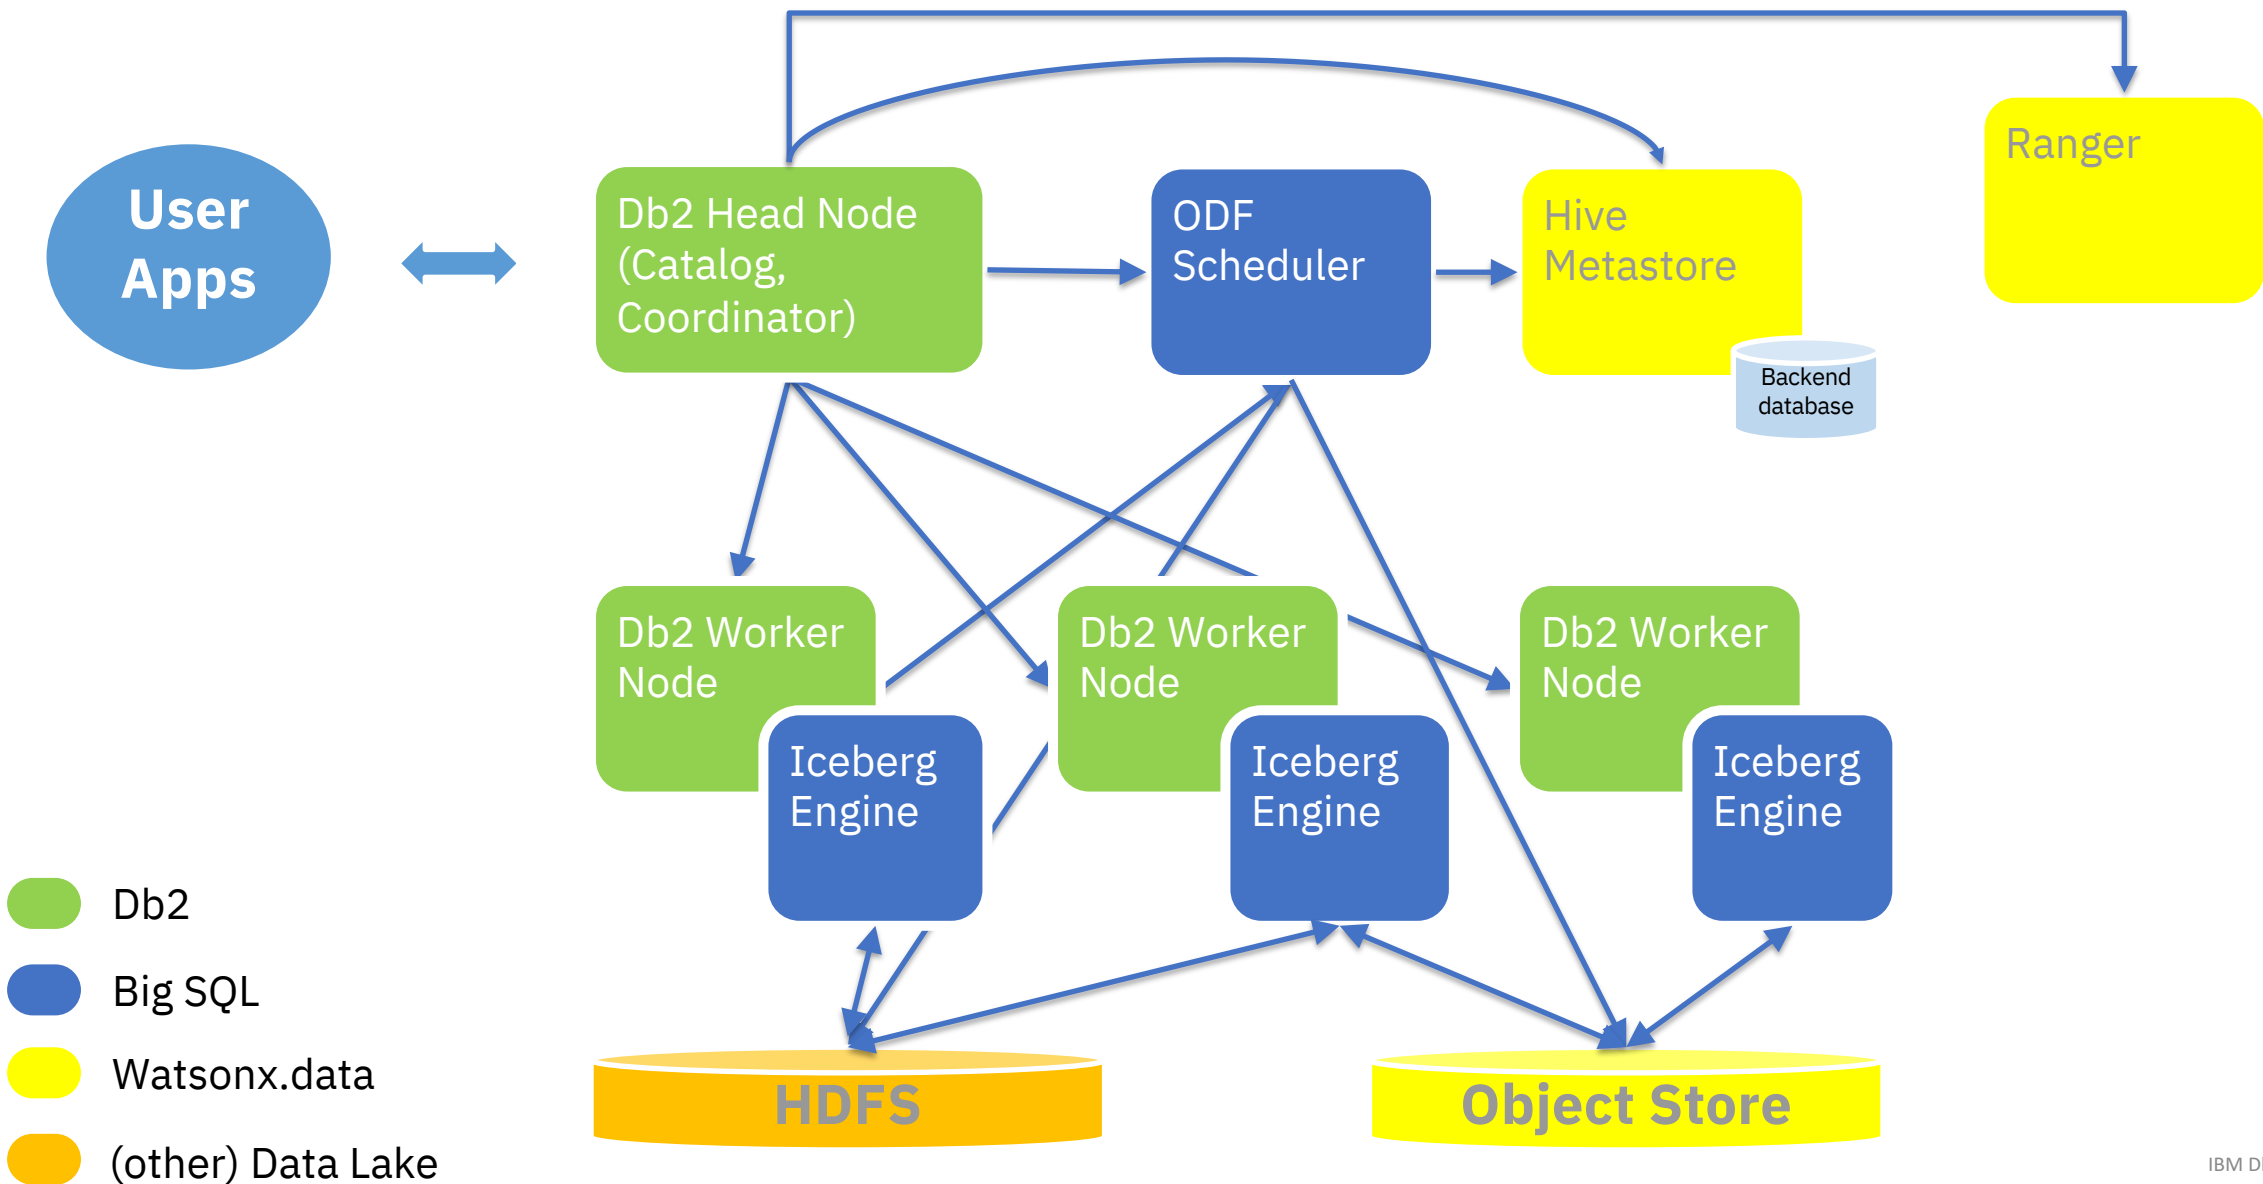 User
Apps
Db2 Head Node
(Catalog,
Coordinator)
ODF
Scheduler
Hive
Metastore
Ranger
Backend
database
Db2 Worker
Node
Iceberg
Engine
Db2 Worker
Node
Iceberg
Engine
Db2 Worker
Node
Iceberg
Engine
Db2
Big SQL
Watsonx.data
(other) Data Lake
HDFS
Object Store
IBM